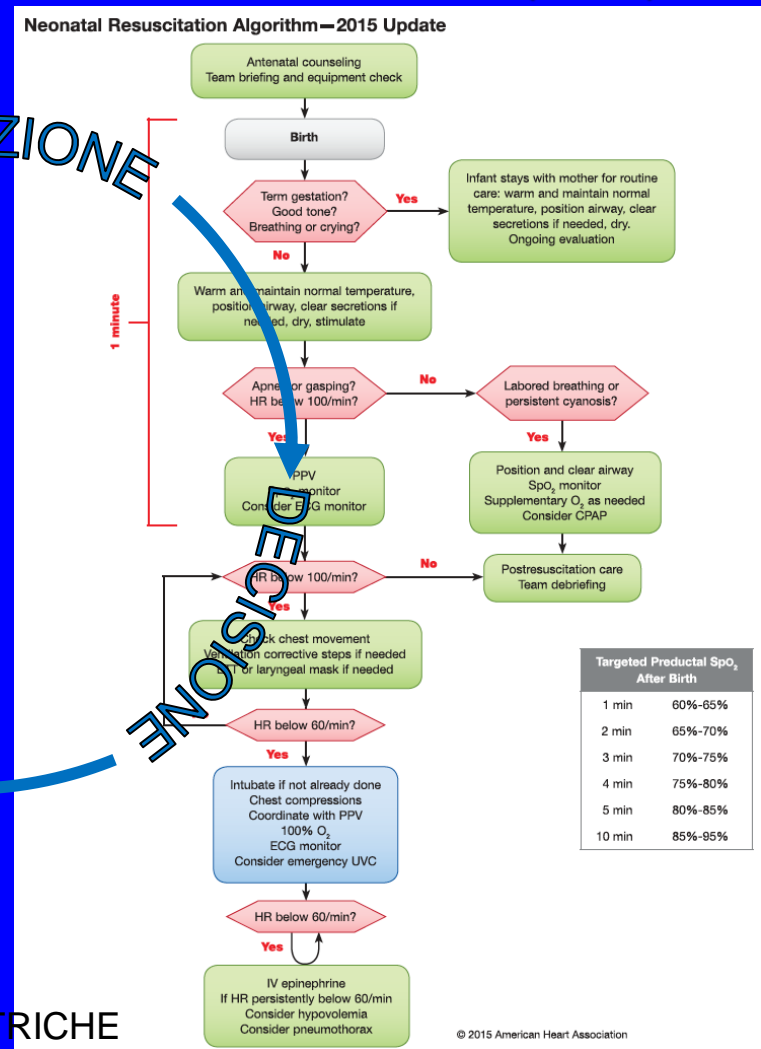 Neonatal Resuscitation Algorithm—2015 Update
Antenatal counseling
Team briefing and equipment check
ZIONE
Birth
1 minute
Term gestation?
Good tone?
Breathing or crying?
Yes
Infant stays with mother for routine
care: warm and maintain normal
temperature, position airway, clear
secretions if needed, dry.
Ongoing evaluation
No
Warm and maintain normal temperature,
position airway, clear secretions if
needed, dry, stimulate
Apnea or gasping?
HR below 100/min?
No
Labored breathing or
persistent cyanosis?
Yes
Yes
PPV
SpO₂ monitor
Consider ECG monitor
Position and clear airway
SpO₂ monitor
Supplementary O₂ as needed
Consider CPAP
DECISIONE
HR below 100/min?
No
Postresuscitation care
Team debriefing
Yes
Check chest movement
Ventilation corrective steps if needed
ETT or laryngeal mask if needed
HR below 60/min?
Yes
Intubate if not already done
Chest compressions
Coordinate with PPV
100% O₂
ECG monitor
Consider emergency UVC
HR below 60/min?
Yes
IV epinephrine
If HR persistently below 60/min
Consider hypovolemia
Consider pneumothorax
Targeted Preductal SpO₂
After Birth
1 min 60%-65%
2 min 65%-70%
3 min 70%-75%
4 min 75%-80%
5 min 80%-85%
10 min 85%-95%
TRICHE
© 2015 American Heart Association